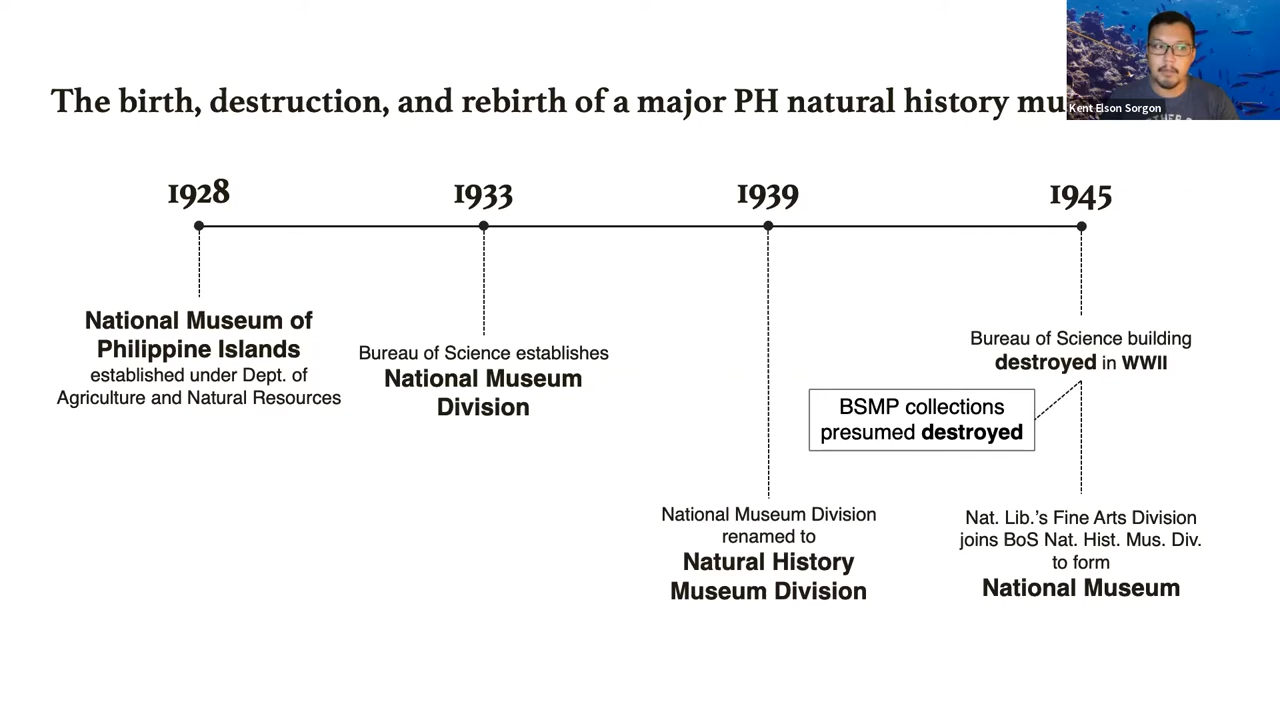 The birth, destruction, and rebirth of a major PH natural history mu
Kent Elson Sorgon
1928
1933
1939
1945
National Museum of
Philippine Islands
established under Dept. of
Agriculture and Natural Resources
Bureau of Science establishes
National Museum
Division
National Museum Division
renamed to
Natural History
Museum Division
Bureau of Science building
destroyed in WWII
BSMP collections
presumed destroyed
Nat. Lib.’s Fine Arts Division
joins BoS Nat. Hist. Mus. Div.
to form
National Museum